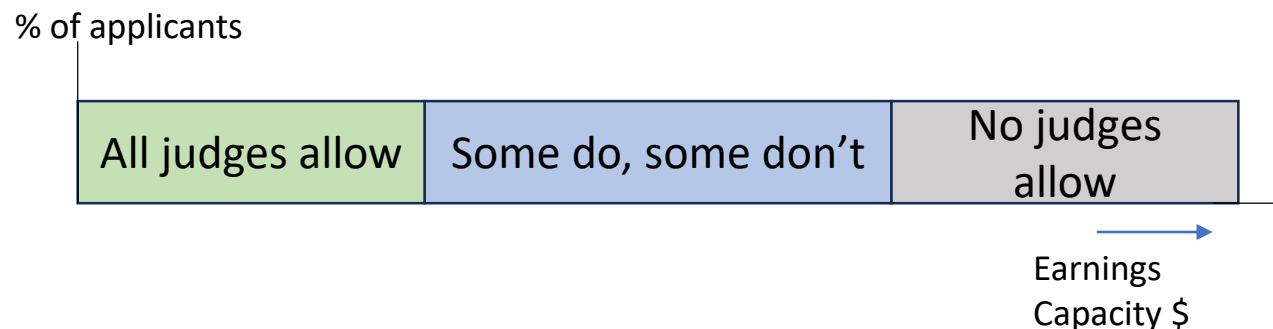 % of applicants
All judges allow
Some do, some don’t
No judges
allow
Earnings
Capacity $